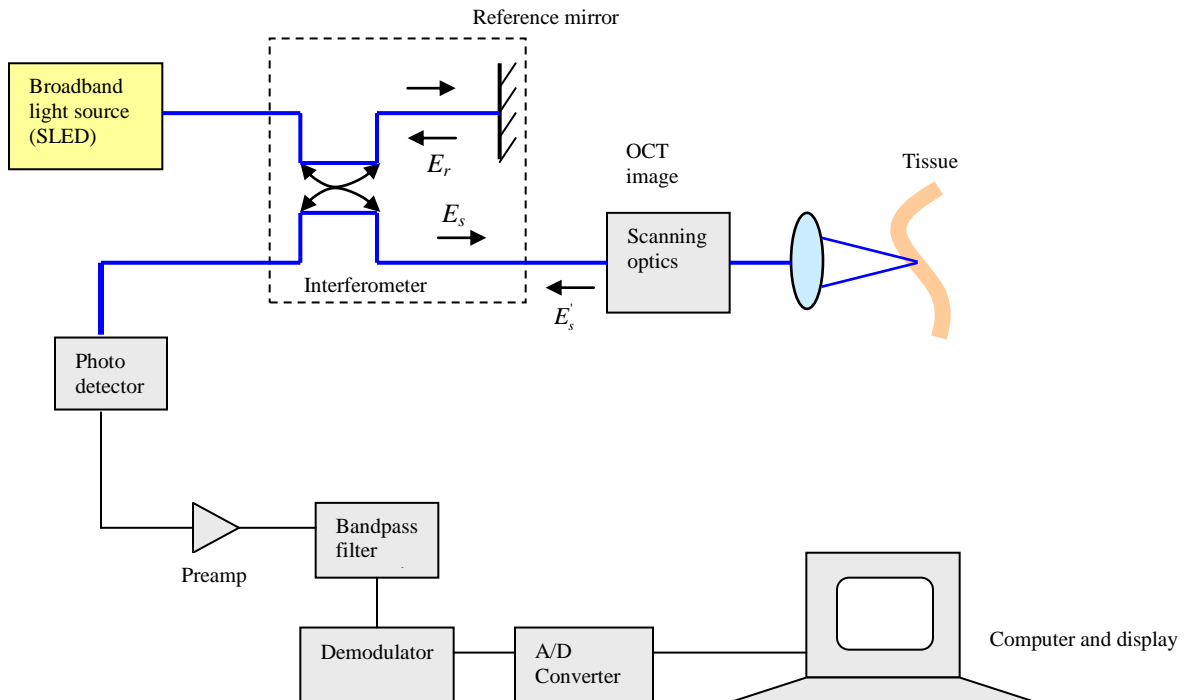 Reference mirror
Broadband
light source
(SLED)
E_r
OCT
image
Tissue
E_s
Scanning
optics
Interferometer
E_s'
Photo
detector
Bandpass
filter
Preamp
Demodulator
A/D
Converter
Computer and display